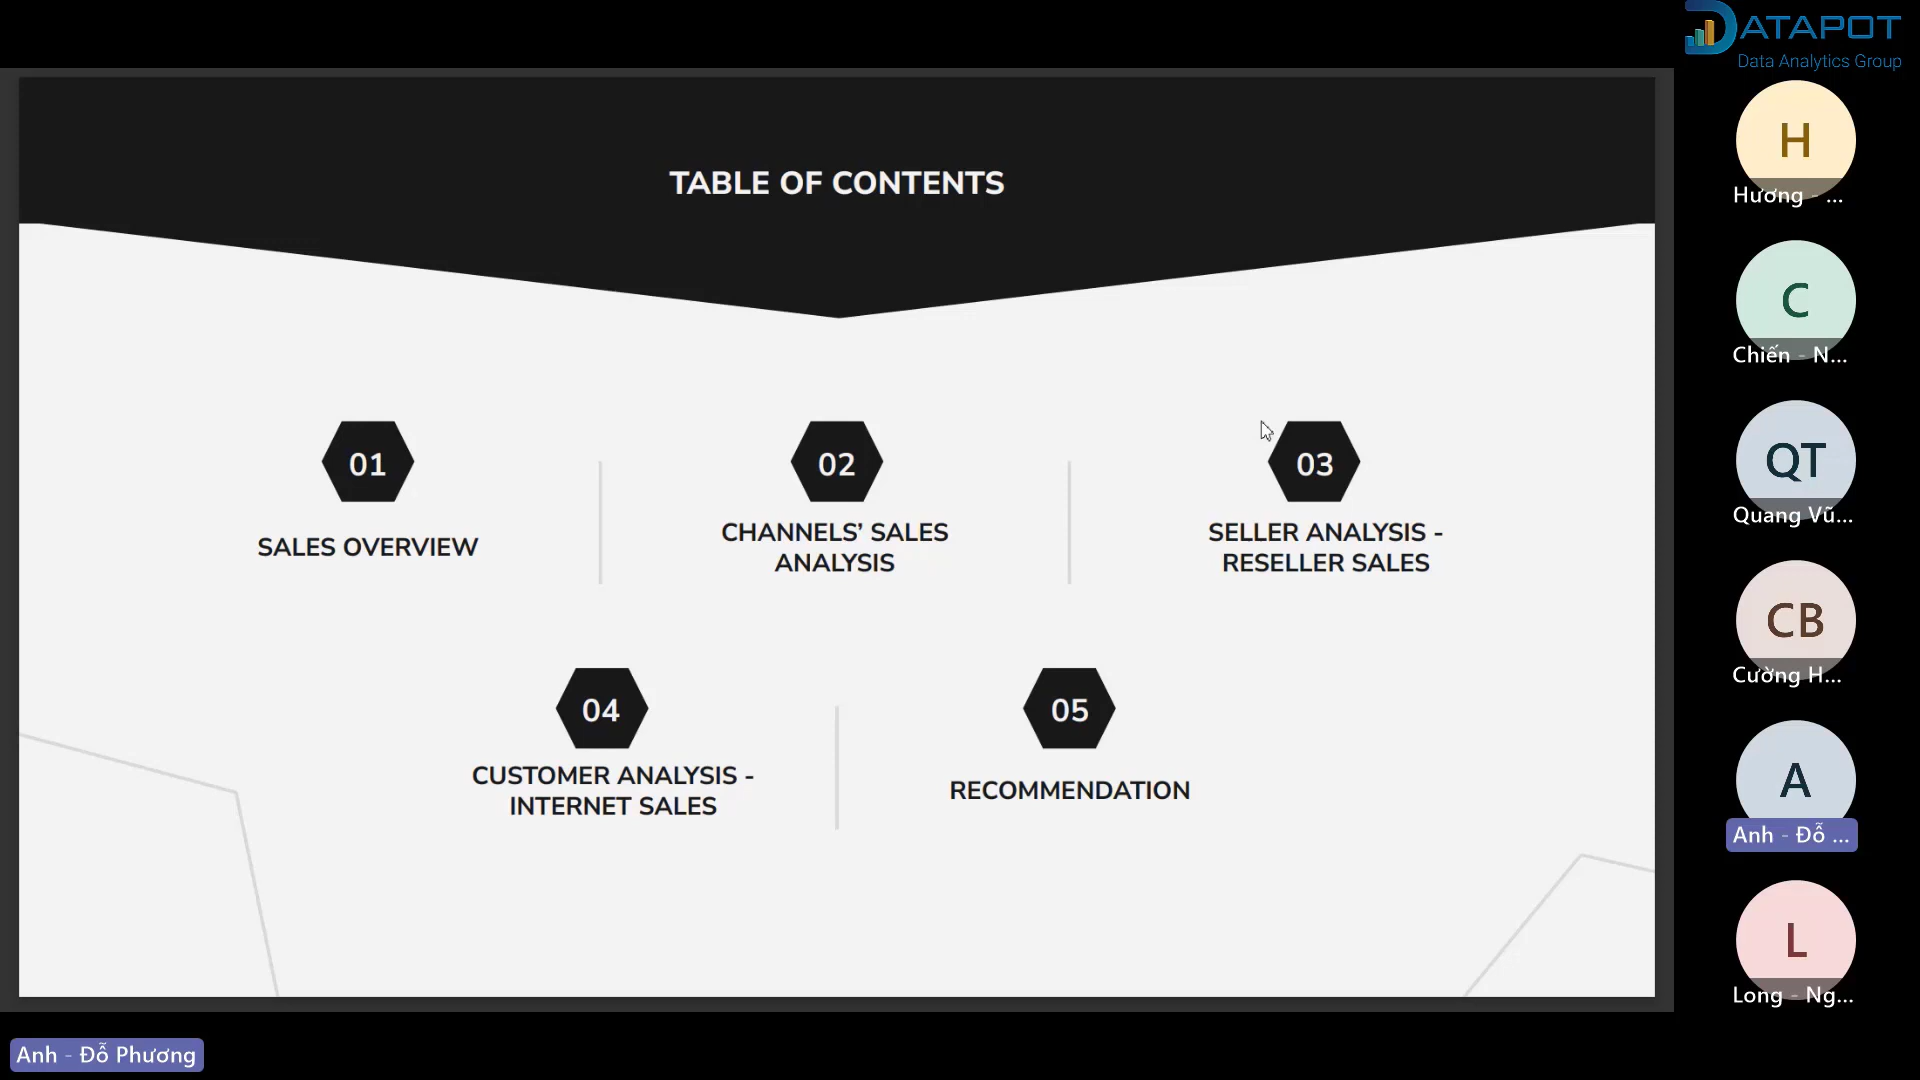 DATAPOT
Data Analytics Group
TABLE OF CONTENTS
01
SALES OVERVIEW
02
CHANNELS’ SALES
ANALYSIS
03
SELLER ANALYSIS -
RESELLER SALES
04
CUSTOMER ANALYSIS -
INTERNET SALES
05
RECOMMENDATION
H
Hương - ...
C
Chiến - N...
QT
Quang Vũ...
CB
Cường H...
A
Anh - Đỗ ...
L
Long - Ng...
Anh - Đỗ Phương